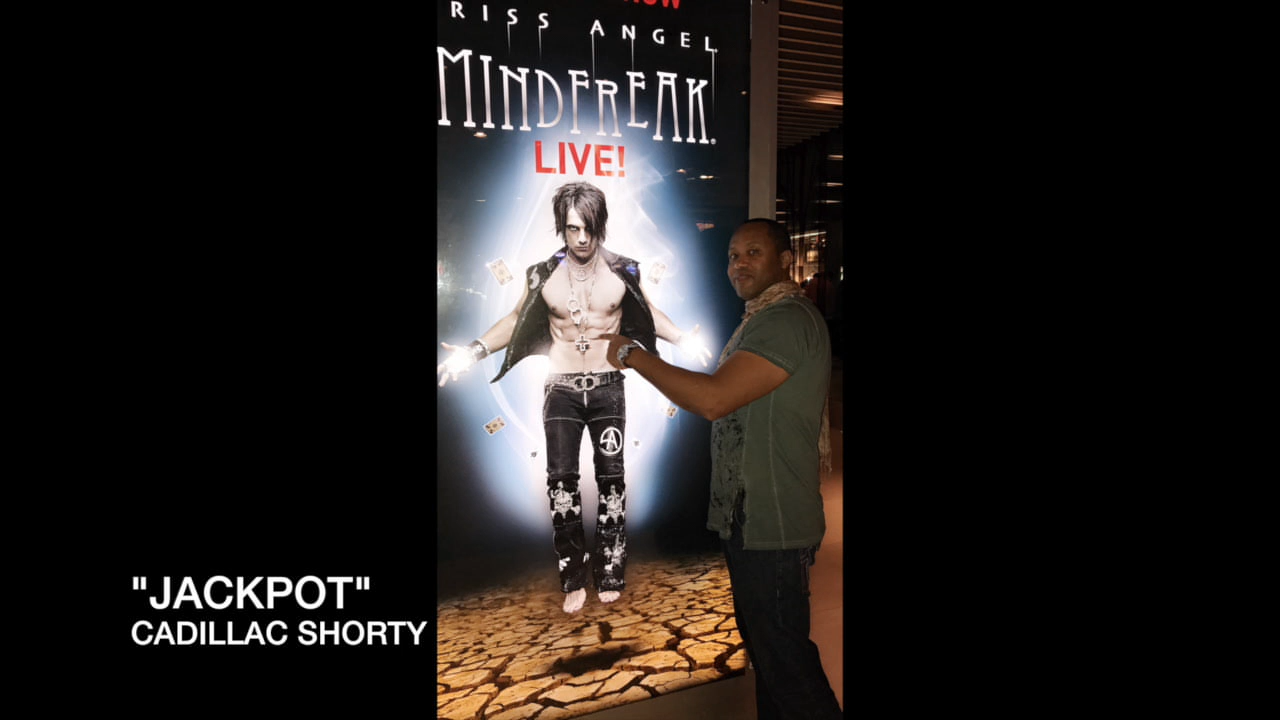 RISS ANGEL
MINDFREAK
LIVE!
"JACKPOT"
CADILLAC SHORTY